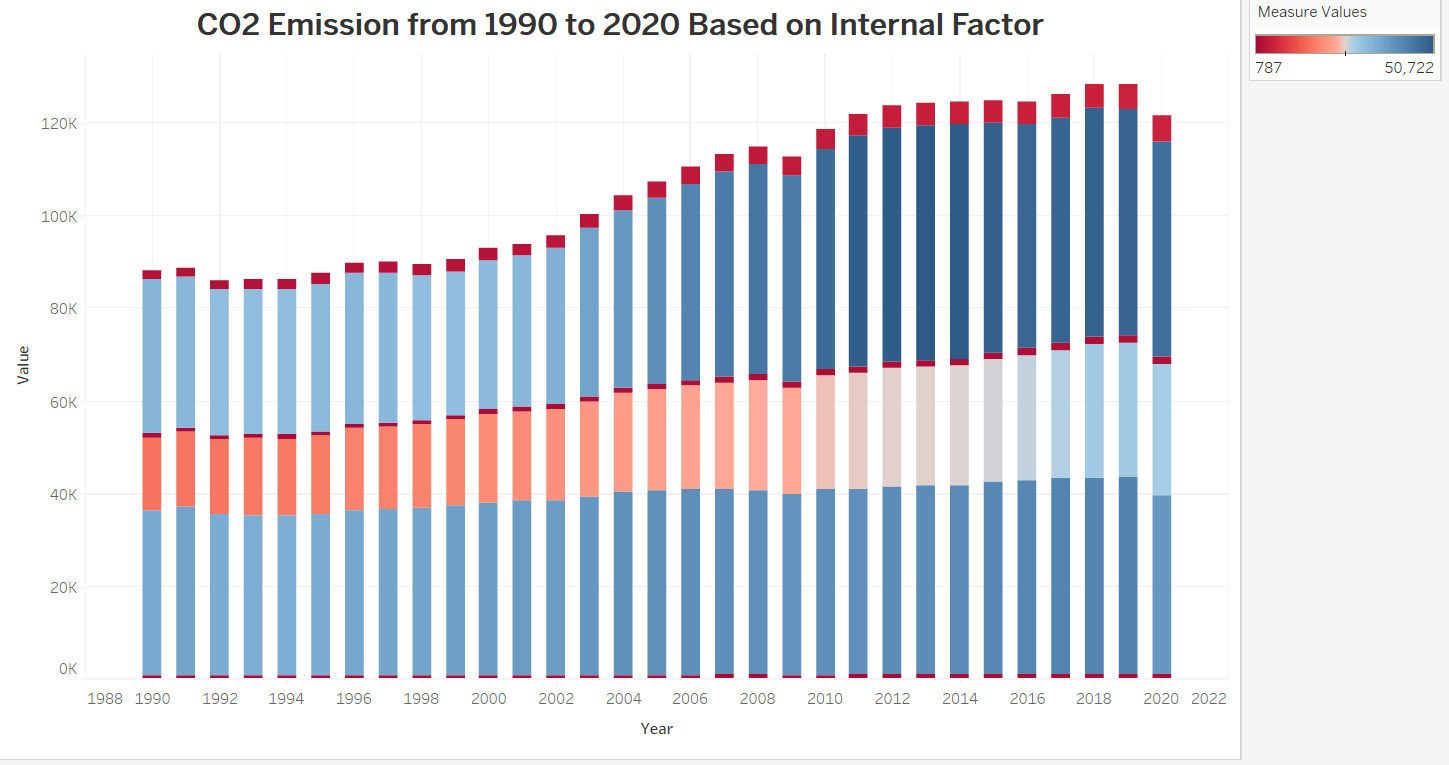 CO2 Emission from 1990 to 2020 Based on Internal Factor
Measure Values
787 50,722
120K
100K
80K
60K
40K
20K
0K
Value
1988 1990 1992 1994 1996 1998 2000 2002 2004 2006 2008 2010 2012 2014 2016 2018 2020 2022
Year